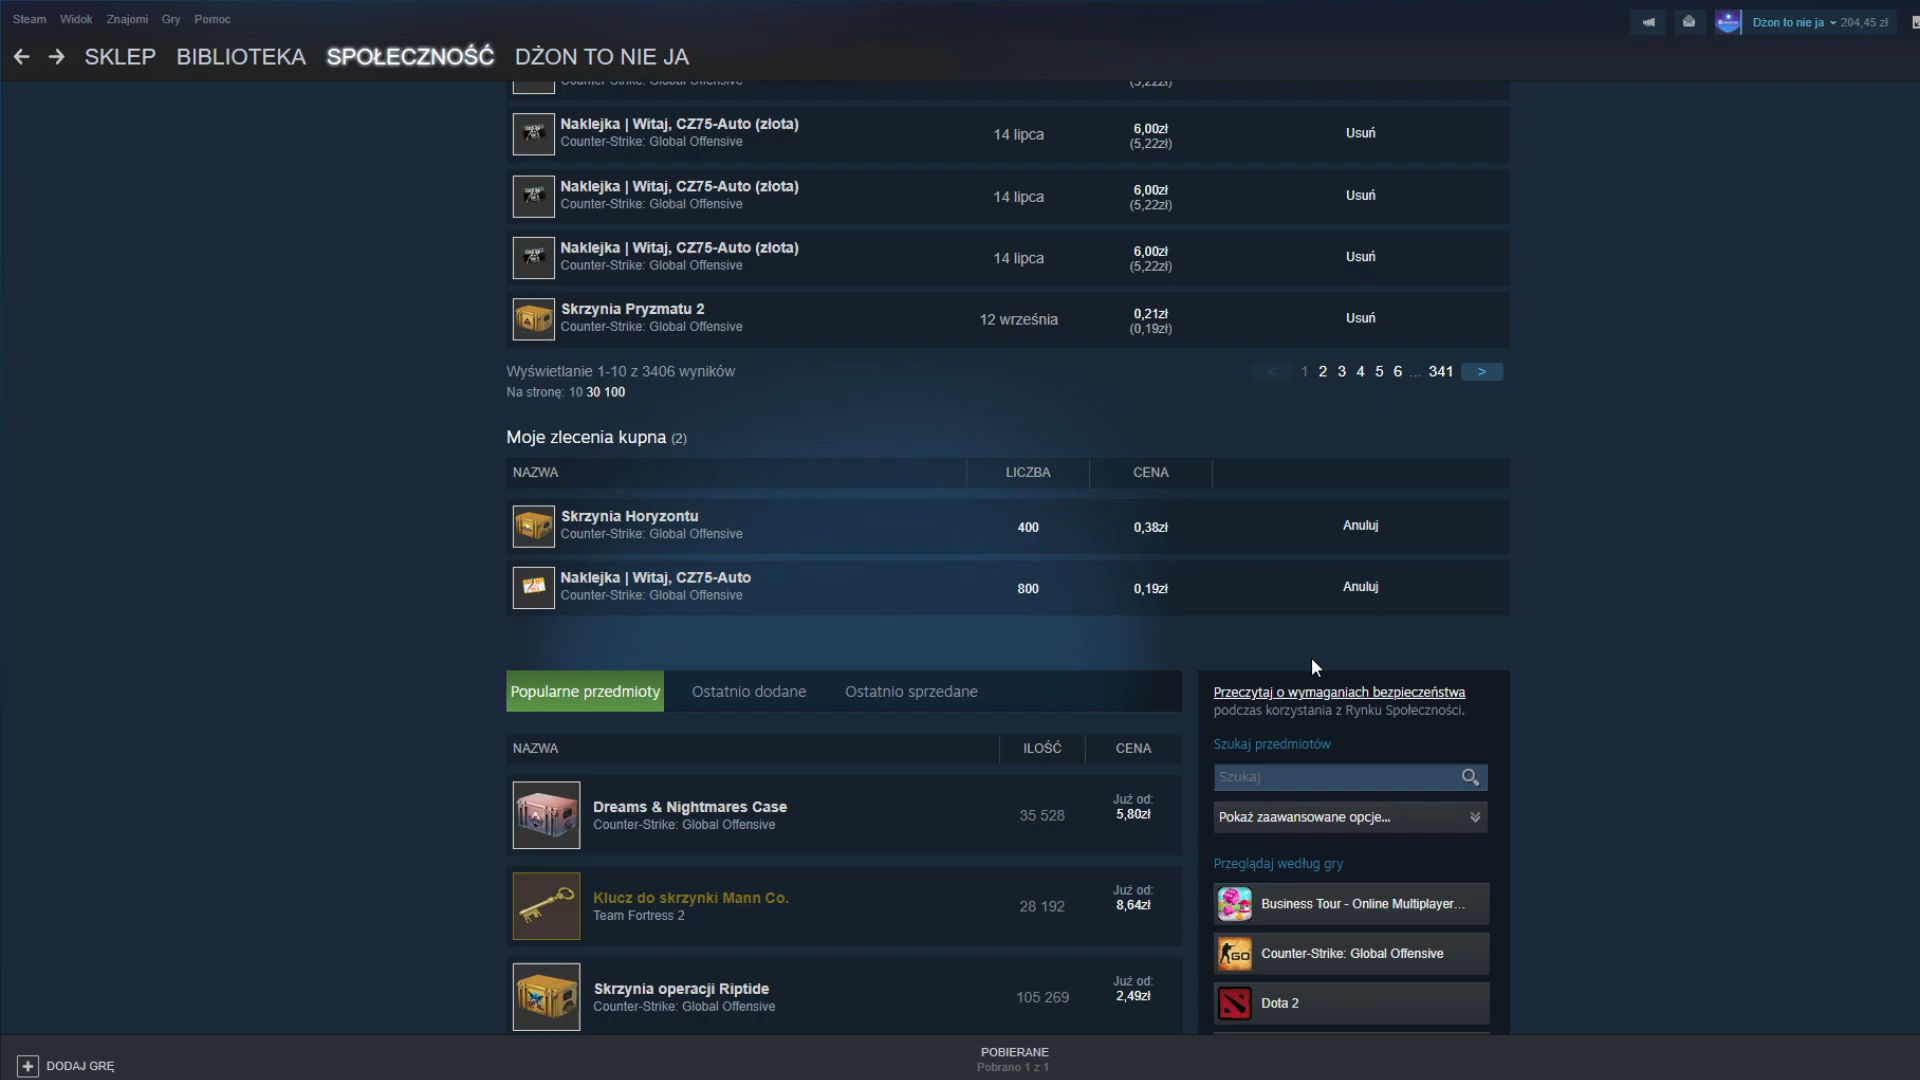 Steam Widok Znajomi Gry Pomoc
Dżon to nie ja 204,45 zł
SKLEP BIBLIOTEKA SPOŁECZNOŚĆ DŻON TO NIE JA
Counter-Strike: Global Offensive (5,22zł)
Naklejka | Witaj, CZ75-Auto (złota)
Counter-Strike: Global Offensive
14 lipca
6,00zł
(5,22zł)
Usuń
Naklejka | Witaj, CZ75-Auto (złota)
Counter-Strike: Global Offensive
14 lipca
6,00zł
(5,22zł)
Usuń
Naklejka | Witaj, CZ75-Auto (złota)
Counter-Strike: Global Offensive
14 lipca
6,00zł
(5,22zł)
Usuń
Skrzynia Pryzmatu 2
Counter-Strike: Global Offensive
12 września
0,21zł
(0,19zł)
Usuń
Wyświetlanie 1-10 z 3406 wyników
< 1 2 3 4 5 6 ... 341 >
Na stronę: 10 30 100
Moje zlecenia kupna (2)
NAZWA LICZBA CENA
Skrzynia Horyzontu
Counter-Strike: Global Offensive
400
0,38zł
Anuluj
Naklejka | Witaj, CZ75-Auto
Counter-Strike: Global Offensive
800
0,19zł
Anuluj
Popularne przedmioty Ostatnio dodane Ostatnio sprzedane
NAZWA ILOŚĆ CENA
Dreams & Nightmares Case
Counter-Strike: Global Offensive
35 528
Już od:
5,80zł
Klucz do skrzynki Mann Co.
Team Fortress 2
28 192
Już od:
8,64zł
Skrzynia operacji Riptide
Counter-Strike: Global Offensive
105 269
Już od:
2,49zł
Przeczytaj o wymaganiach bezpieczeństwa
podczas korzystania z Rynku Społeczności.
Szukaj przedmiotów
Szukaj
Pokaż zaawansowane opcje...
Przeglądaj według gry
Business Tour - Online Multiplayer...
GO
Counter-Strike: Global Offensive
Dota 2
DODAJ GRĘ
POBIERANE
Pobrano 1 z 1